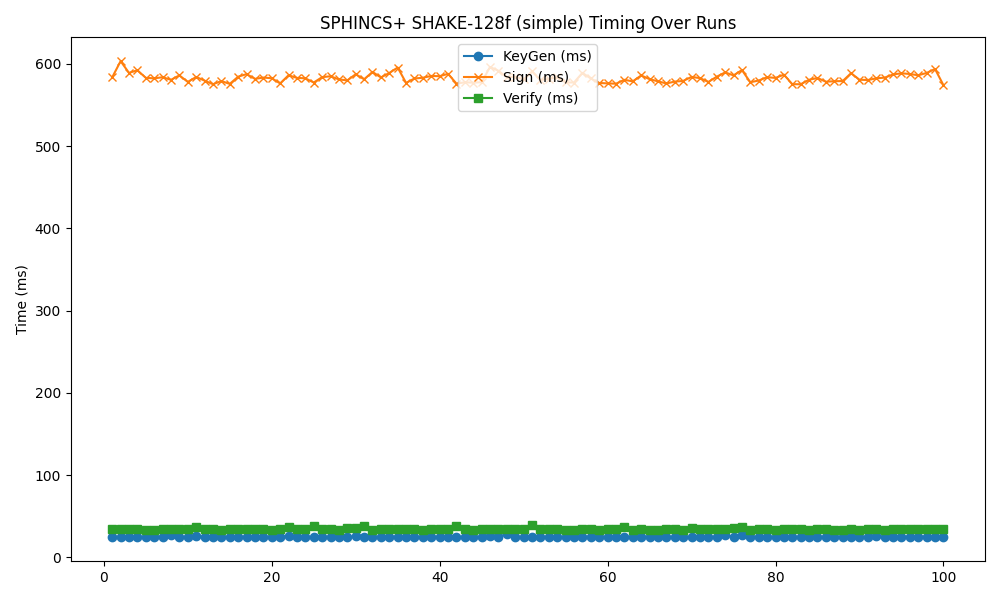 SPHINCS+ SHAKE-128f (simple) Timing Over Runs
KeyGen (ms)
Sign (ms)
Verify (ms)
Time (ms)
600
500
400
300
200
100
0
0 20 40 60 80 100